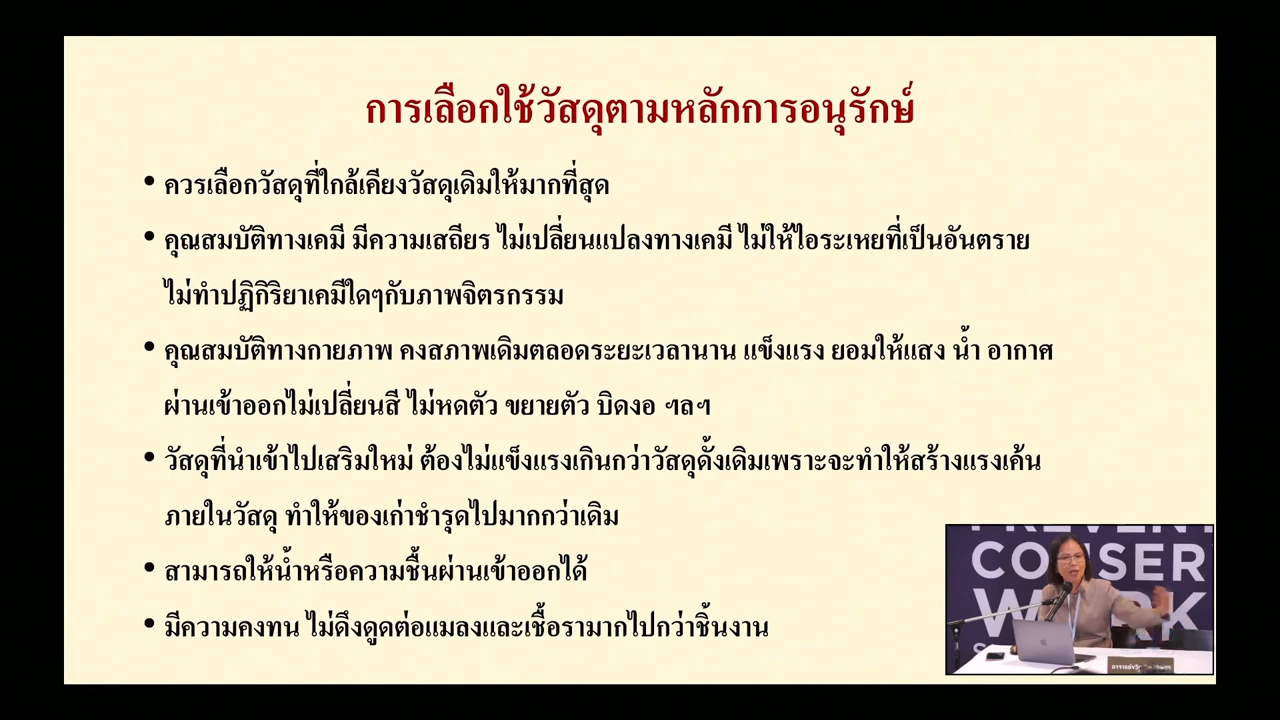 การเลือกใช้วัสดุตามหลักการอนุรักษ์
• ควรเลือกวัสดุที่ใกล้เคียงวัสดุเดิมให้มากที่สุด
• คุณสมบัติทางเคมี มีความเสถียร ไม่เปลี่ยนแปลงทางเคมี ไม่ให้ไอระเหยที่เป็นอันตราย
ไม่ทำปฏิกิริยาเคมีใดๆกับภาพจิตรกรรม
• คุณสมบัติทางกายภาพ คงสภาพเดิมตลอดระยะเวลานาน แข็งแรง ยอมให้แสง น้ำ อากาศ
ผ่านเข้าออกไม่เปลี่ยนสี ไม่หดตัว ขยายตัว บิดงอ ฯลฯ
• วัสดุที่นำเข้าไปเสริมใหม่ ต้องไม่แข็งแรงเกินกว่าวัสดุดั้งเดิมเพราะจะทำให้สร้างแรงเค้น
ภายในวัสดุ ทำให้ของเก่าชำรุดไปมากกว่าเดิม
• สามารถให้น้ำหรือความชื้นผ่านเข้าออกได้
• มีความคงทน ไม่ดึงดูดต่อแมลงและเชื้อรามากไปกว่าชิ้นงาน
PREVENT
CONSER
WORK